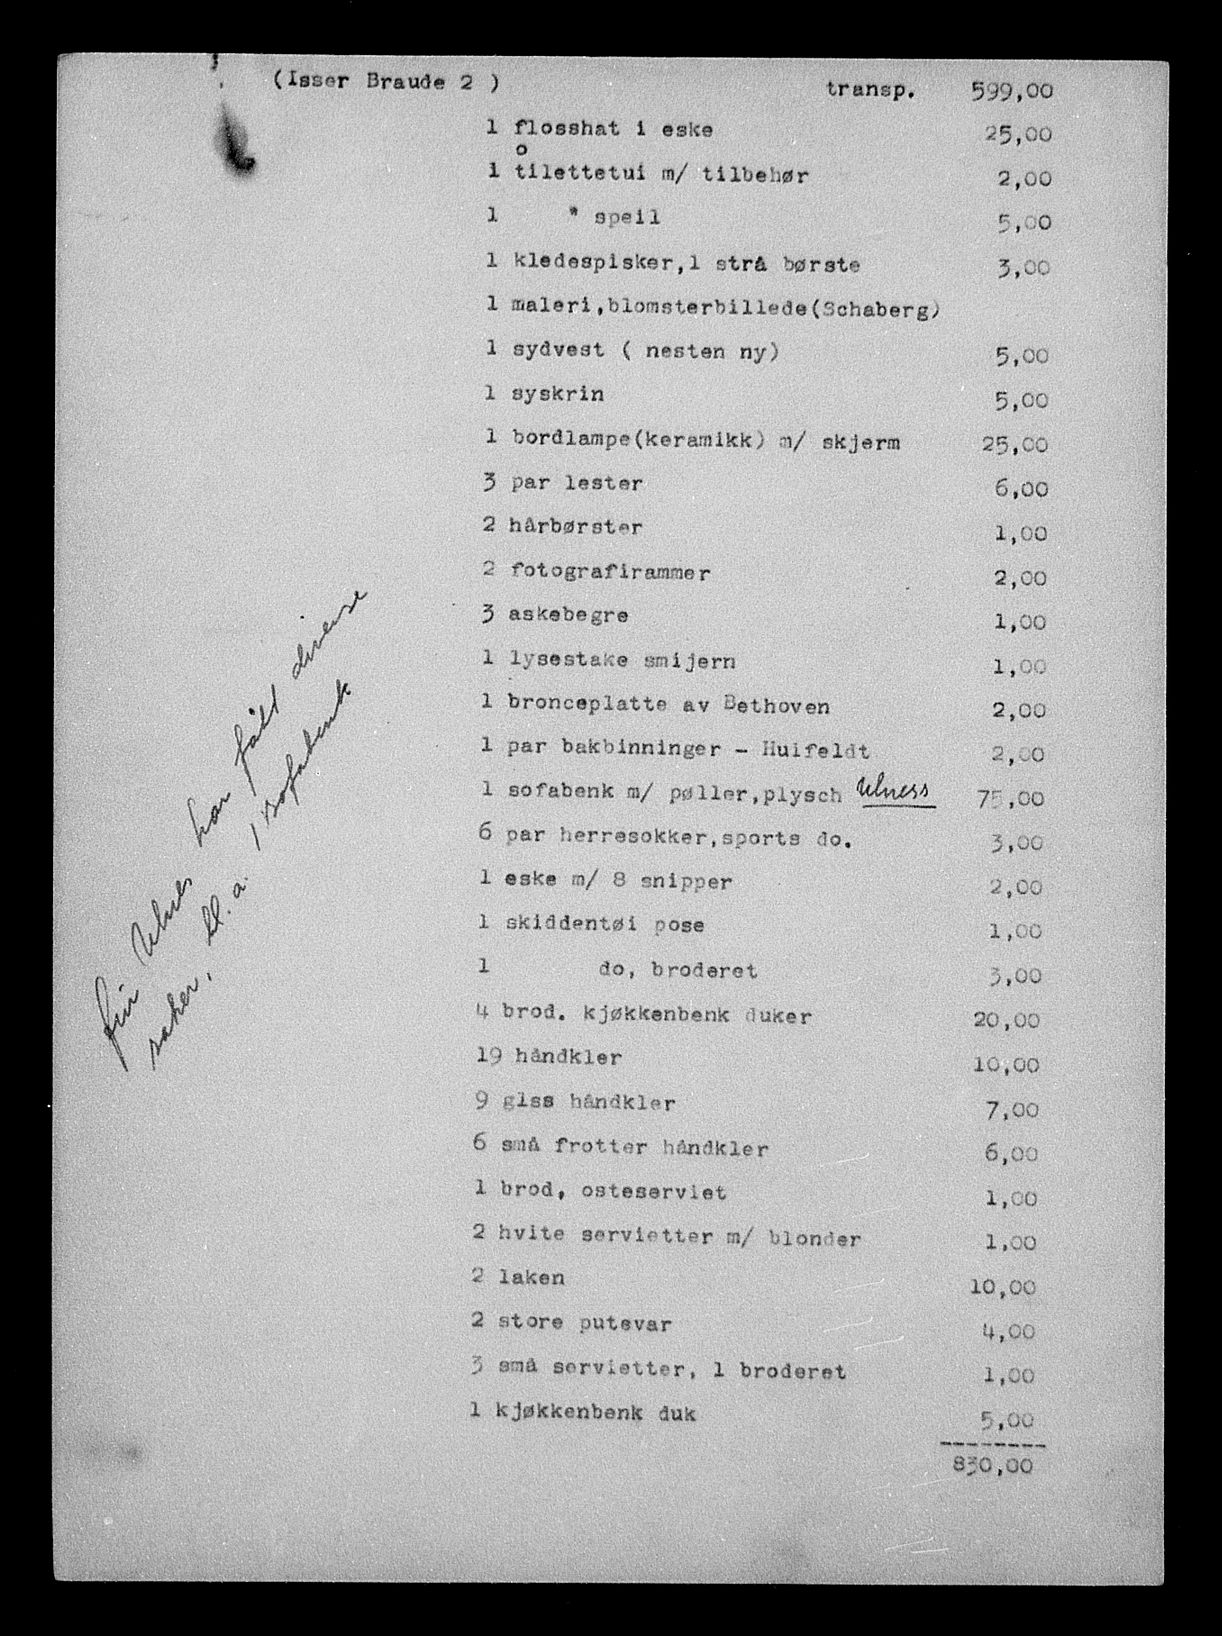 (Isser Braude 2 ) transp. 599,00
1 flosshat i eske 25,00
o
1 tilettetui m/ tilbehør 2,00
1 " speil 5,00
1 kledespisker,1 strå børste 3,00
1 maleri,blomsterbillede(Schaberg)
1 sydvest ( nesten ny) 5,00
1 syskrin 5,00
1 bordlampe(keramikk) m/ skjerm 25,00
3 par lester 6,00
2 hårbørster 1,00
2 fotografirammer 2,00
3 askebegre 1,00
1 lysestake smijern 1,00
1 bronceplatte av Bethoven 2,00
1 par bakbinninger - Huifeldt 2,00
1 sofabenk m/ pøller,plysch Ulness 75,00
6 par herresokker,sports do. 3,00
1 eske m/ 8 snipper 2,00
1 skiddentøi pose 1,00
1 do, broderet 3,00
4 brod. kjøkkenbenk duker 20,00
19 håndkler 10,00
9 glss håndkler 7,00
6 små frotter håndkler 6,00
1 brod, osteserviet 1,00
2 hvite servietter m/ blonder 1,00
2 laken 10,00
2 store putevar 4,00
3 små servietter, 1 broderet 1,00
1 kjøkkenbenk duk 5,00
--------
830,00
fru Ulnes har fått diverse
saker, bl. a. 1 sofabenk